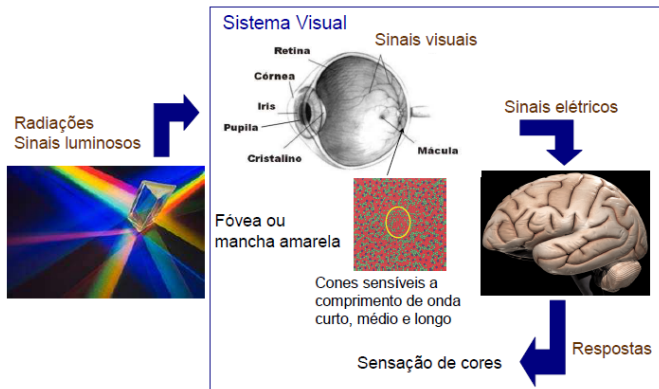 Sistema Visual
Sinais visuais
Retina
Córnea
Iris
Pupila
Cristalino
Mácula
Radiações
Sinais luminosos
Sinais elétricos
Fóvea ou
mancha amarela
Cones sensíveis a
comprimento de onda
curto, médio e longo
Respostas
Sensação de cores